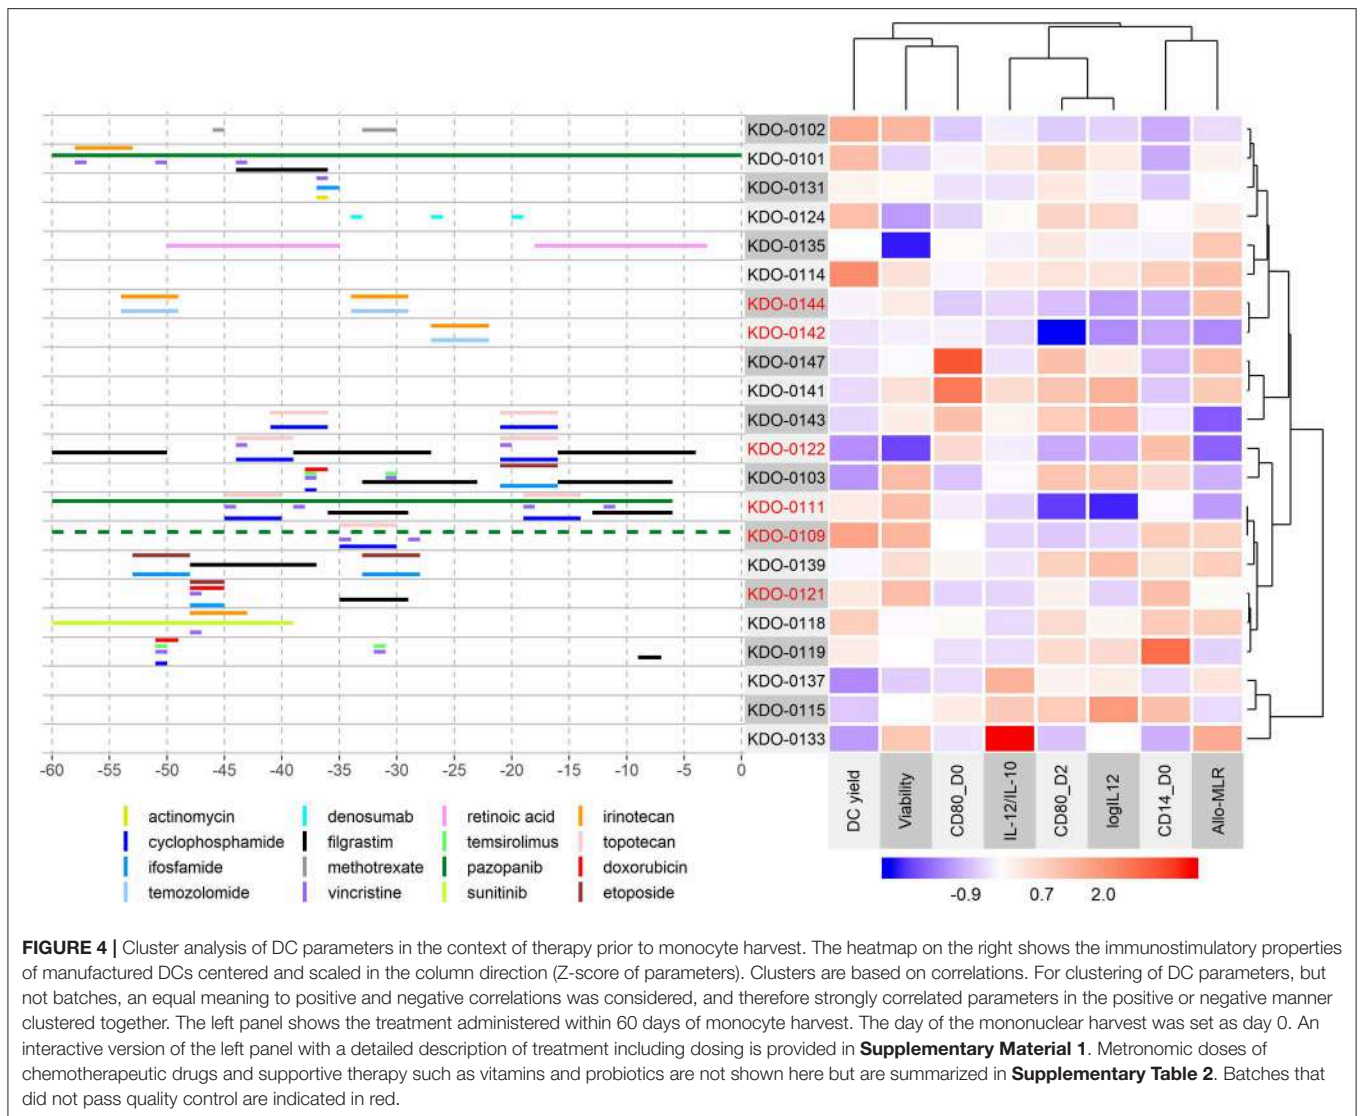 KDO-0102
KDO-0101
KDO-0131
KDO-0124
KDO-0135
KDO-0114
KDO-0144
KDO-0142
KDO-0147
KDO-0141
KDO-0143
KDO-0122
KDO-0103
KDO-0111
KDO-0109
KDO-0139
KDO-0121
KDO-0118
KDO-0119
KDO-0137
KDO-0115
KDO-0133
-60 -55 -50 -45 -40 -35 -30 -25 -20 -15 -10 -5 0
DC yield
Viability
CD80_D0
IL-12/IL-10
CD80_D2
logIL12
CD14_D0
Allo-MLR
actinomycin denosumab retinoic acid irinotecan
cyclophosphamide filgrastim temsirolimus topotecan
ifosfamide methotrexate pazopanib doxorubicin
temozolomide vincristine sunitinib etoposide
-0.9 0.7 2.0
FIGURE 4 | Cluster analysis of DC parameters in the context of therapy prior to monocyte harvest. The heatmap on the right shows the immunostimulatory properties
of manufactured DCs centered and scaled in the column direction (Z-score of parameters). Clusters are based on correlations. For clustering of DC parameters, but
not batches, an equal meaning to positive and negative correlations was considered, and therefore strongly correlated parameters in the positive or negative manner
clustered together. The left panel shows the treatment administered within 60 days of monocyte harvest. The day of the mononuclear harvest was set as day 0. An
interactive version of the left panel with a detailed description of treatment including dosing is provided in Supplementary Material 1. Metronomic doses of
chemotherapeutic drugs and supportive therapy such as vitamins and probiotics are not shown here but are summarized in Supplementary Table 2. Batches that
did not pass quality control are indicated in red.